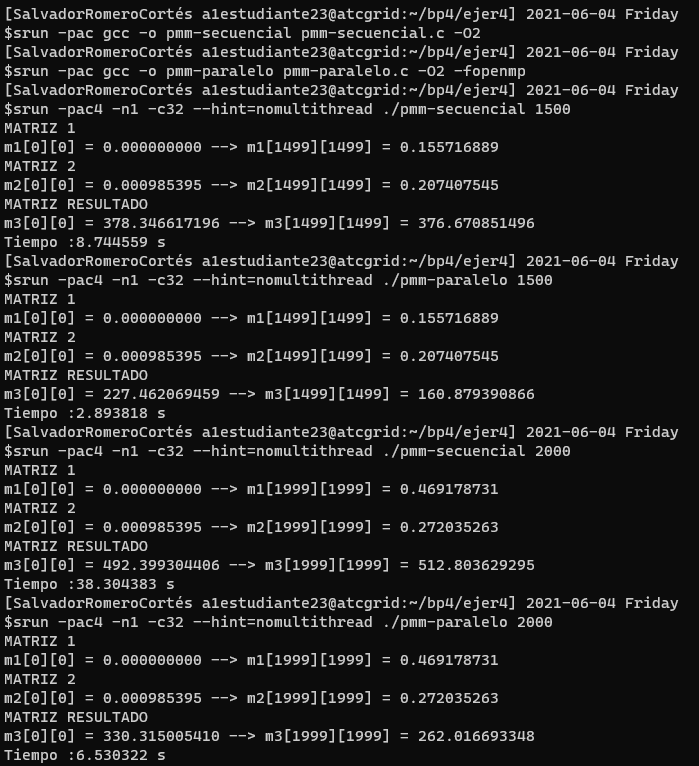 [SalvadorRomeroCortés a1estudiante23@atcgrid:~/bp4/ejer4] 2021-06-04 Friday
$srun -pac gcc -o pmm-secuencial pmm-secuencial.c -O2
[SalvadorRomeroCortés a1estudiante23@atcgrid:~/bp4/ejer4] 2021-06-04 Friday
$srun -pac gcc -o pmm-paralelo pmm-paralelo.c -O2 -fopenmp
[SalvadorRomeroCortés a1estudiante23@atcgrid:~/bp4/ejer4] 2021-06-04 Friday
$srun -pac4 -n1 -c32 --hint=nomultithread ./pmm-secuencial 1500
MATRIZ 1
m1[0][0] = 0.000000000 --> m1[1499][1499] = 0.155716889
MATRIZ 2
m2[0][0] = 0.000985395 --> m2[1499][1499] = 0.207407545
MATRIZ RESULTADO
m3[0][0] = 378.346617196 --> m3[1499][1499] = 376.670851496
Tiempo :8.744559 s
[SalvadorRomeroCortés a1estudiante23@atcgrid:~/bp4/ejer4] 2021-06-04 Friday
$srun -pac4 -n1 -c32 --hint=nomultithread ./pmm-paralelo 1500
MATRIZ 1
m1[0][0] = 0.000000000 --> m1[1499][1499] = 0.155716889
MATRIZ 2
m2[0][0] = 0.000985395 --> m2[1499][1499] = 0.207407545
MATRIZ RESULTADO
m3[0][0] = 227.462069459 --> m3[1499][1499] = 160.879390866
Tiempo :2.893818 s
[SalvadorRomeroCortés a1estudiante23@atcgrid:~/bp4/ejer4] 2021-06-04 Friday
$srun -pac4 -n1 -c32 --hint=nomultithread ./pmm-secuencial 2000
MATRIZ 1
m1[0][0] = 0.000000000 --> m1[1999][1999] = 0.469178731
MATRIZ 2
m2[0][0] = 0.000985395 --> m2[1999][1999] = 0.272035263
MATRIZ RESULTADO
m3[0][0] = 492.399304406 --> m3[1999][1999] = 512.803629295
Tiempo :38.304383 s
[SalvadorRomeroCortés a1estudiante23@atcgrid:~/bp4/ejer4] 2021-06-04 Friday
$srun -pac4 -n1 -c32 --hint=nomultithread ./pmm-paralelo 2000
MATRIZ 1
m1[0][0] = 0.000000000 --> m1[1999][1999] = 0.469178731
MATRIZ 2
m2[0][0] = 0.000985395 --> m2[1999][1999] = 0.272035263
MATRIZ RESULTADO
m3[0][0] = 330.315005410 --> m3[1999][1999] = 262.016693348
Tiempo :6.530322 s